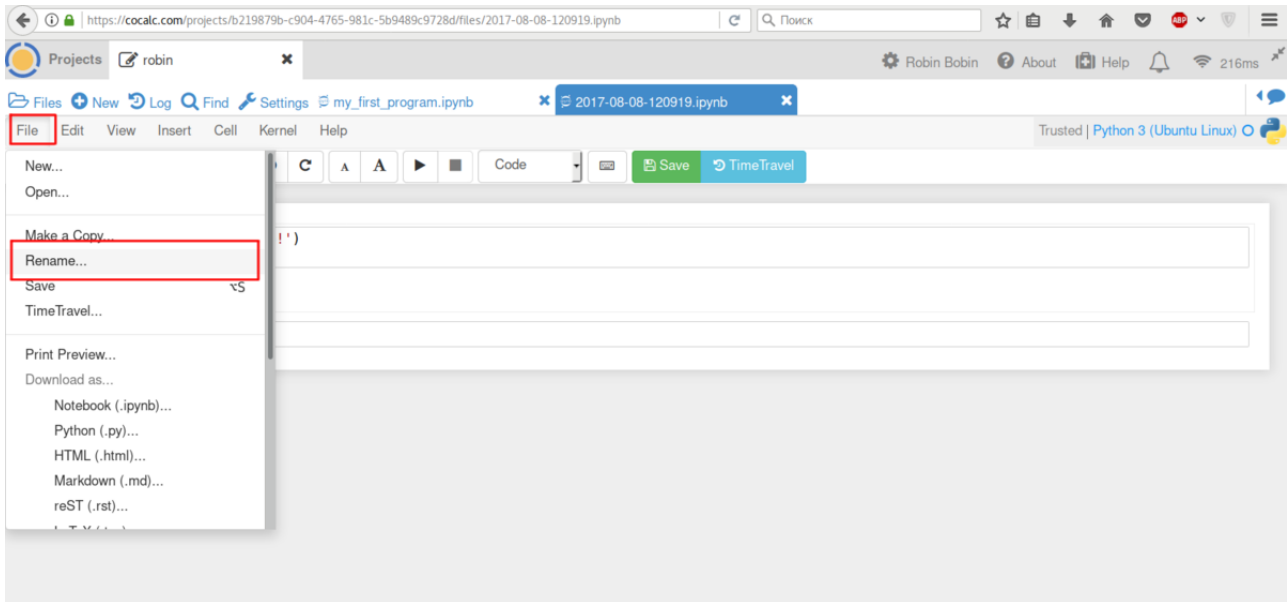 https://cocalc.com/projects/b219879b-c904-4765-981c-5b9489c9728d/files/2017-08-08-120919.ipynb Поиск ABP
Projects robin Robin Bobin About Help 216ms
Files New Log Find Settings my_first_program.ipynb 2017-08-08-120919.ipynb
File Edit View Insert Cell Kernel Help Trusted | Python 3 (Ubuntu Linux)
New... A A Code Save TimeTravel
Open...
Make a Copy... !')
Rename...
Save ⌥S
TimeTravel...
Print Preview...
Download as...
Notebook (.ipynb)...
Python (.py)...
HTML (.html)...
Markdown (.md)...
reST (.rst)...